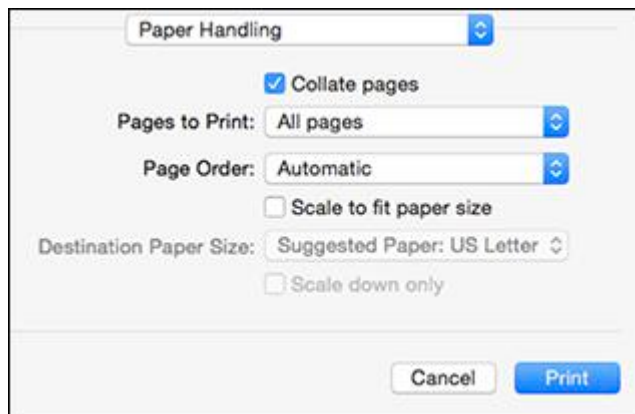 Paper Handling
Collate pages
Pages to Print: All pages
Page Order: Automatic
Scale to fit paper size
Destination Paper Size: Suggested Paper: US Letter
Scale down only
Cancel Print